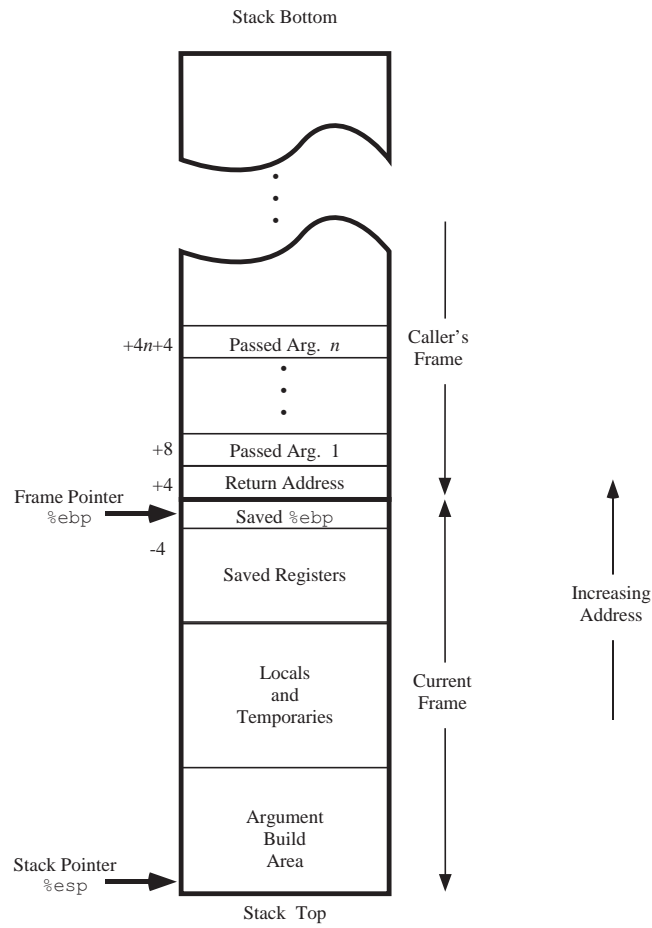 Stack Bottom
+4n+4
Passed Arg. n
Caller's
Frame
+8
Passed Arg. 1
+4
Return Address
Frame Pointer
%ebp
Saved %ebp
-4
Saved Registers
Increasing
Address
Locals
and
Temporaries
Current
Frame
Argument
Build
Area
Stack Pointer
%esp
Stack Top